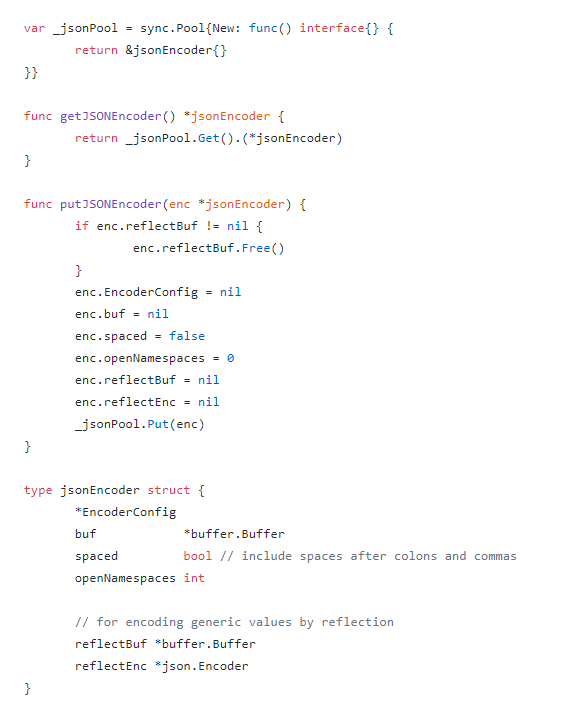 var _jsonPool = sync.Pool{New: func() interface{} {
        return &jsonEncoder{}
}}

func getJSONEncoder() *jsonEncoder {
        return _jsonPool.Get().(*jsonEncoder)
}

func putJSONEncoder(enc *jsonEncoder) {
        if enc.reflectBuf != nil {
                enc.reflectBuf.Free()
        }
        enc.EncoderConfig = nil
        enc.buf = nil
        enc.spaced = false
        enc.openNamespaces = 0
        enc.reflectBuf = nil
        enc.reflectEnc = nil
        _jsonPool.Put(enc)
}

type jsonEncoder struct {
        *EncoderConfig
        buf            *buffer.Buffer
        spaced         bool // include spaces after colons and commas
        openNamespaces int

        // for encoding generic values by reflection
        reflectBuf *buffer.Buffer
        reflectEnc *json.Encoder
}